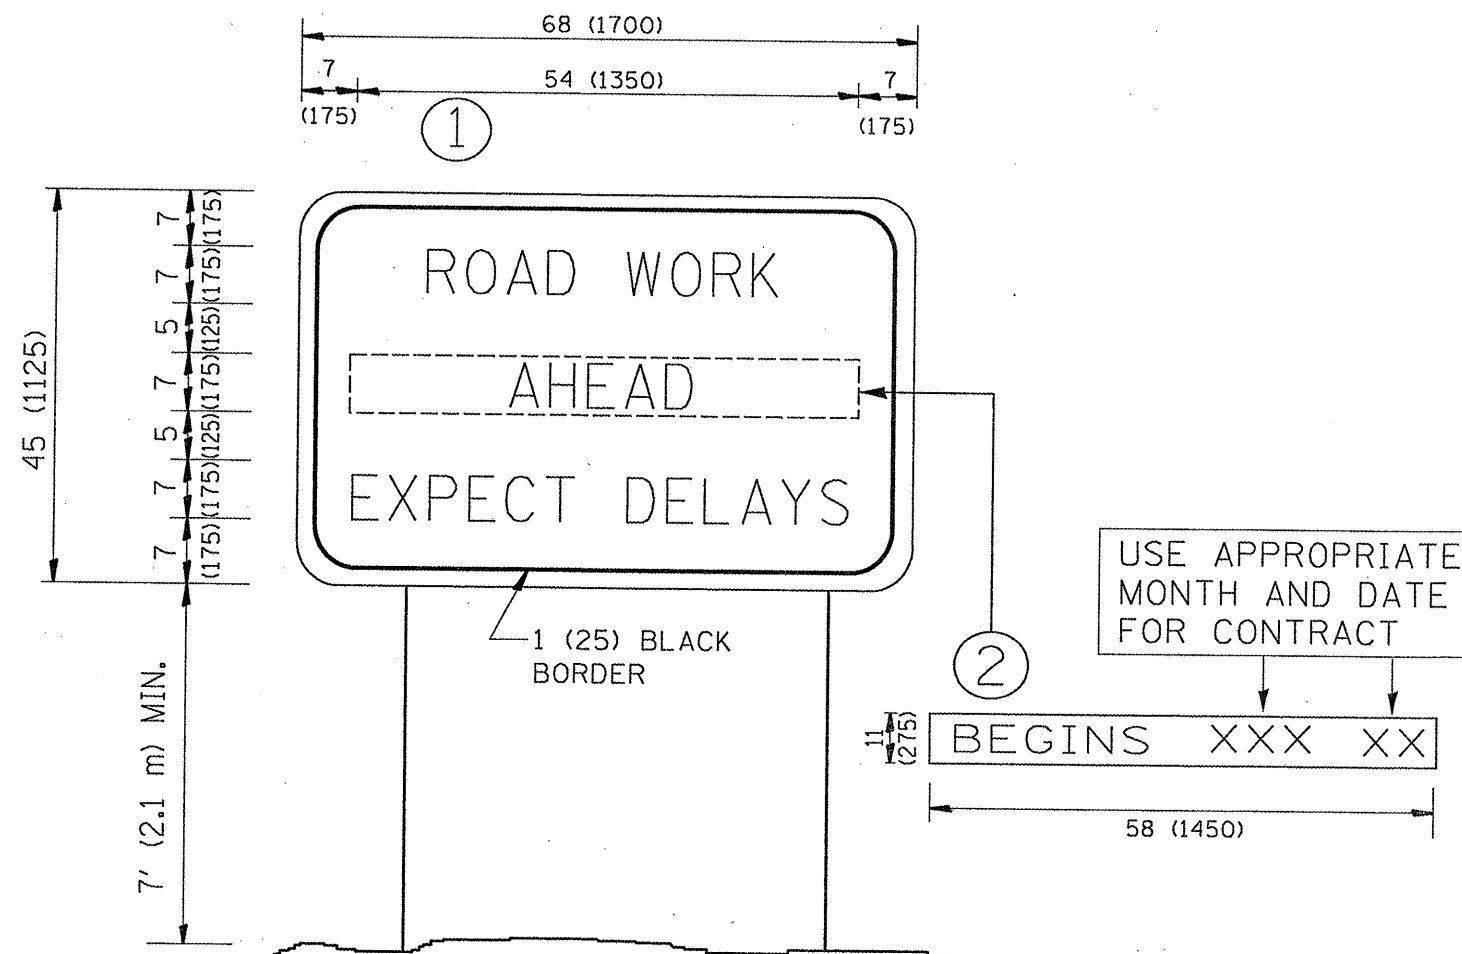 68 (1700)
7
54 (1350)
7
(175)
(175)
1
45 (1125)
7
(175)
7
(175)
5
(125)
7
(175)
5
(125)
7
(175)
7
(175)
ROAD WORK
AHEAD
EXPECT DELAYS
1 (25) BLACK
BORDER
7' (2.1 m) MIN.
USE APPROPRIATE
MONTH AND DATE
FOR CONTRACT
2
11
(275)
BEGINS XXX XX
58 (1450)